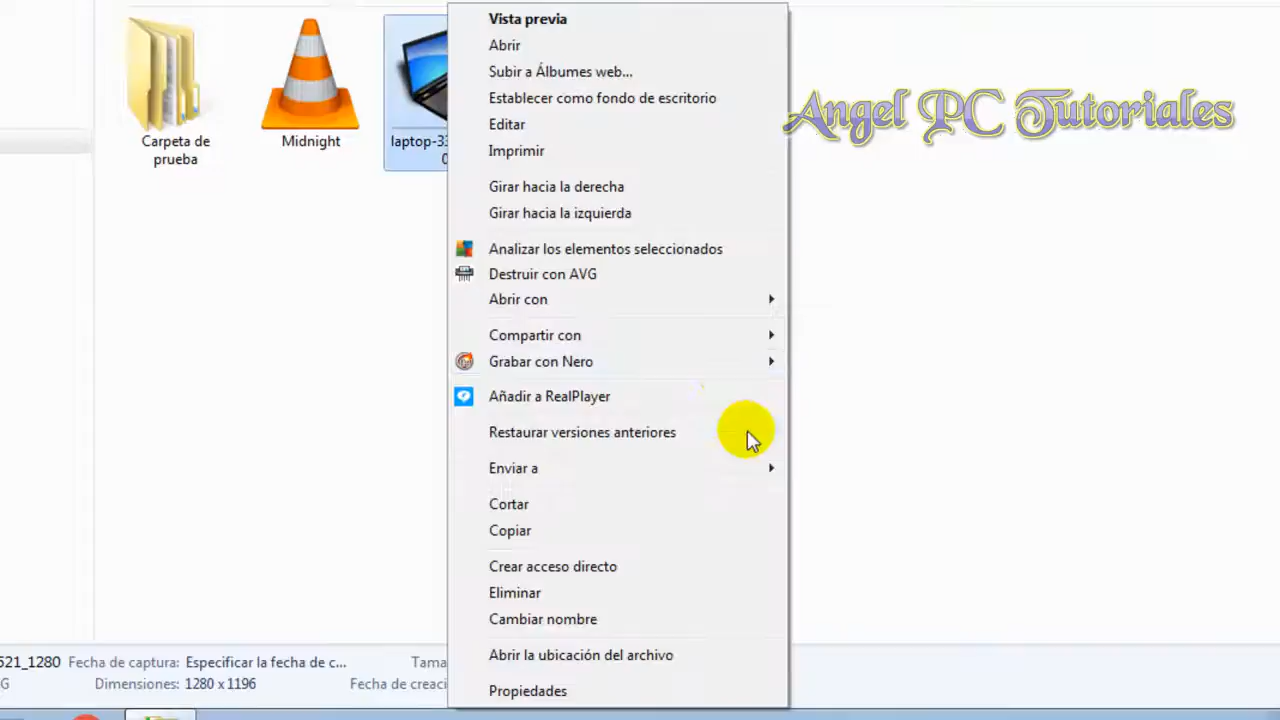 Vista previa
Abrir
Subir a Álbumes web...
Establecer como fondo de escritorio
Editar
Imprimir
Girar hacia la derecha
Girar hacia la izquierda
Analizar los elementos seleccionados
Destruir con AVG
Abrir con
Compartir con
Grabar con Nero
Añadir a RealPlayer
Restaurar versiones anteriores
Enviar a
Cortar
Copiar
Crear acceso directo
Eliminar
Cambiar nombre
Abrir la ubicación del archivo
Propiedades
Angel PC Tutoriales
Carpeta de
prueba
Midnight
laptop-33
0
521_1280 Fecha de captura: Especificar la fecha de c... Tama
G Dimensiones: 1280 x 1196 Fecha de creaci